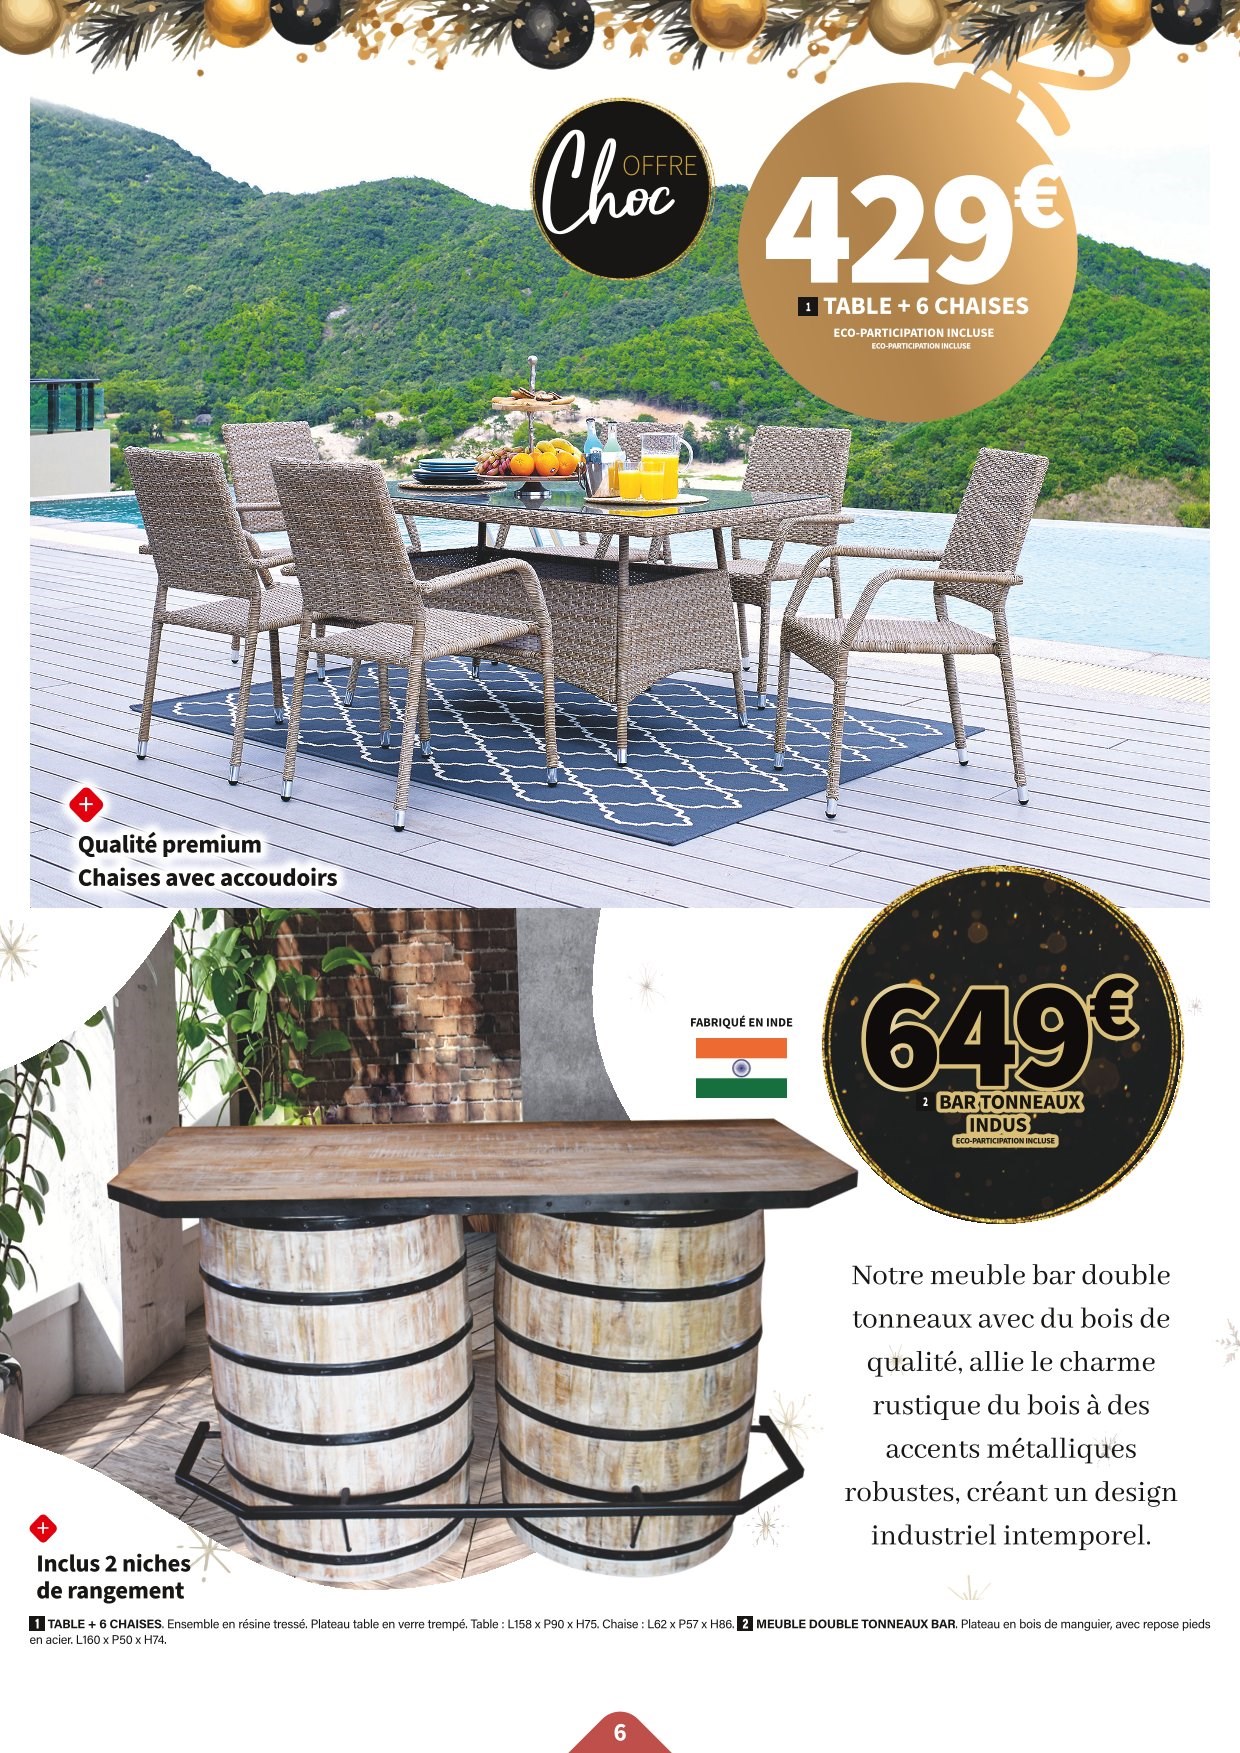 OFFRE
Choc
429€
1 TABLE + 6 CHAISES
ECO-PARTICIPATION INCLUSE
ECO-PARTICIPATION INCLUSE
+
Qualité premium
Chaises avec accoudoirs
FABRIQUÉ EN INDE
649€
2 BAR TONNEAUX
INDUS
ECO-PARTICIPATION INCLUSE
Notre meuble bar double
tonneaux avec du bois de
qualité, allie le charme
rustique du bois à des
accents métalliques
robustes, créant un design
industriel intemporel.
+
Inclus 2 niches
de rangement
1 TABLE + 6 CHAISES. Ensemble en résine tressé. Plateau table en verre trempé. Table : L158 x P90 x H75. Chaise : L62 x P57 x H86. 2 MEUBLE DOUBLE TONNEAUX BAR. Plateau en bois de manguier, avec repose pieds
en acier. L160 x P50 x H74.
6